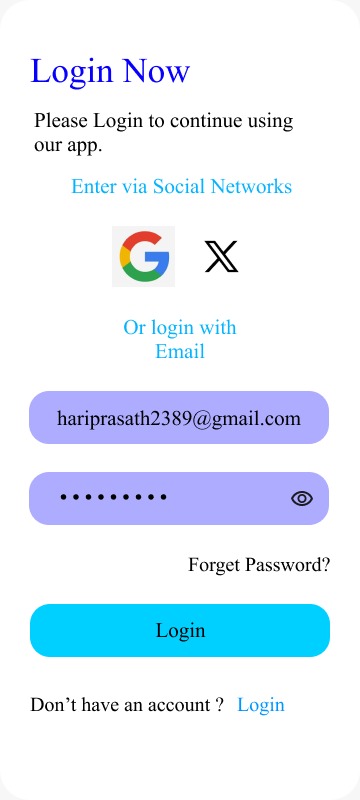 Login Now
Please Login to continue using
our app.
Enter via Social Networks
Or login with
Email
hariprasath2389@gmail.com
•••••••••
Forget Password?
Login
Don’t have an account ? Login